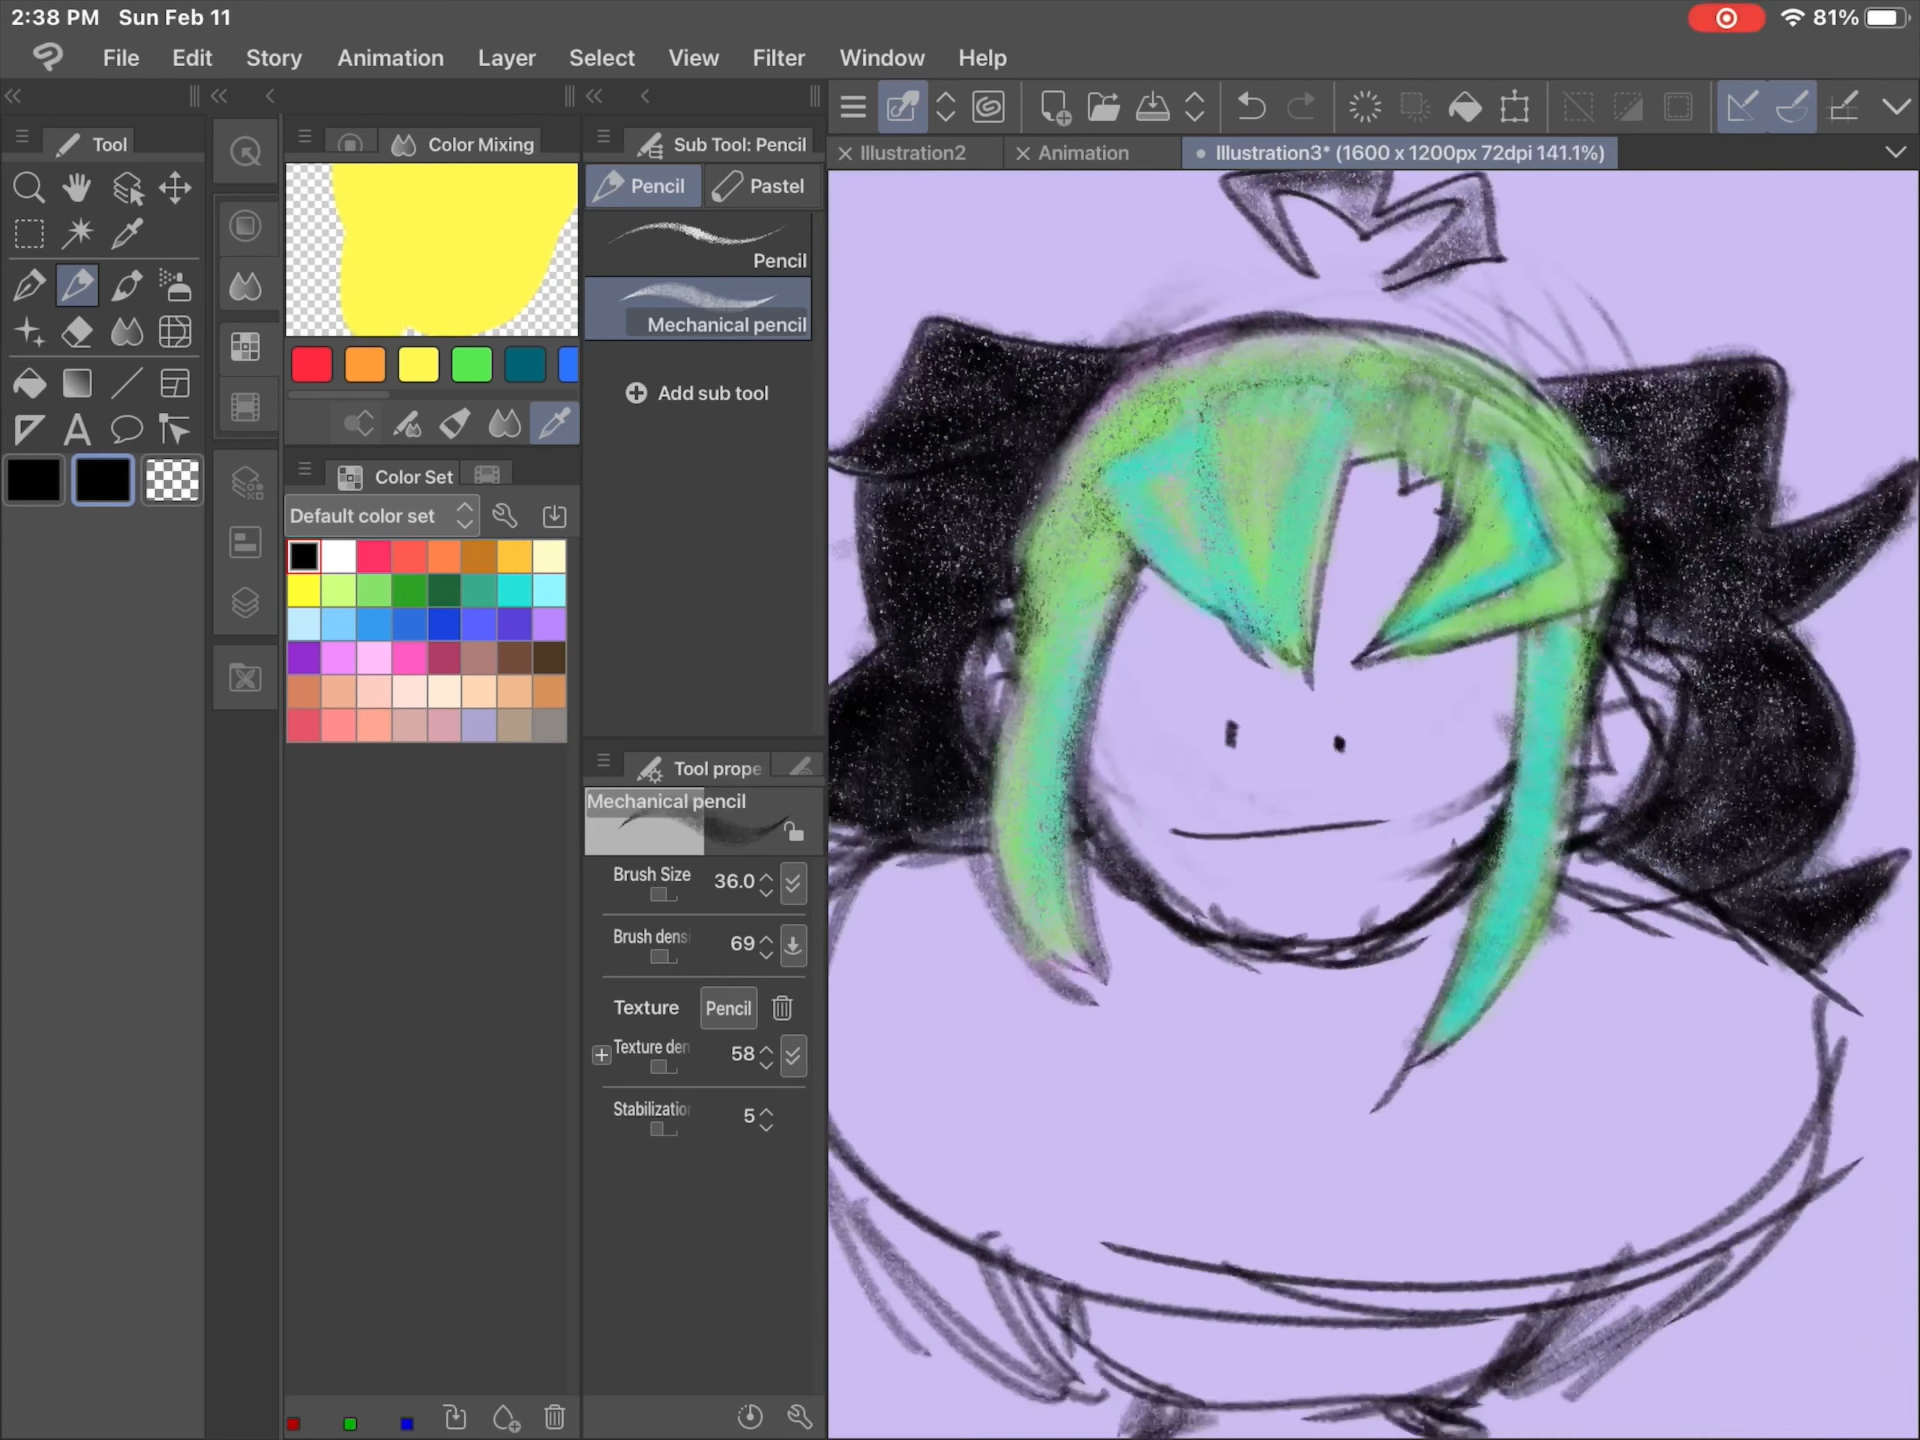 2:38 PM Sun Feb 11
81%
File Edit Story Animation Layer Select View Filter Window Help
Tool
Color Mixing
Sub Tool: Pencil
Illustration2
Animation
Illustration3* (1600 x 1200px 72dpi 141.1%)
Pencil
Pastel
Pencil
Mechanical pencil
Add sub tool
Color Set
Default color set
Tool prope
Mechanical pencil
Brush Size 36.0
Brush densi 69
Texture Pencil
Texture den 58
Stabilizatio 5